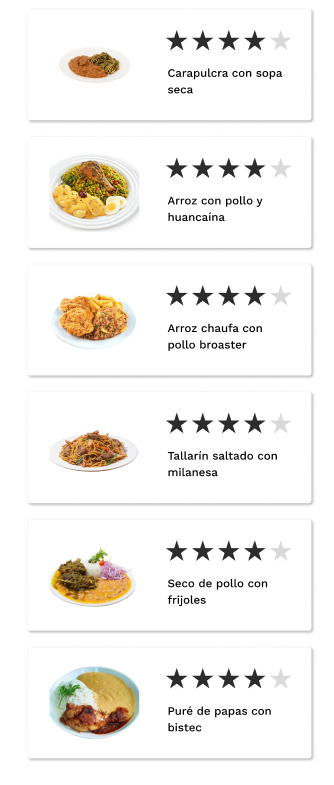 Carapulcra con sopa
seca
Arroz con pollo y
huancaína
Arroz chaufa con
pollo broaster
Tallarín saltado con
milanesa
Seco de pollo con
frijoles
Puré de papas con
bistec